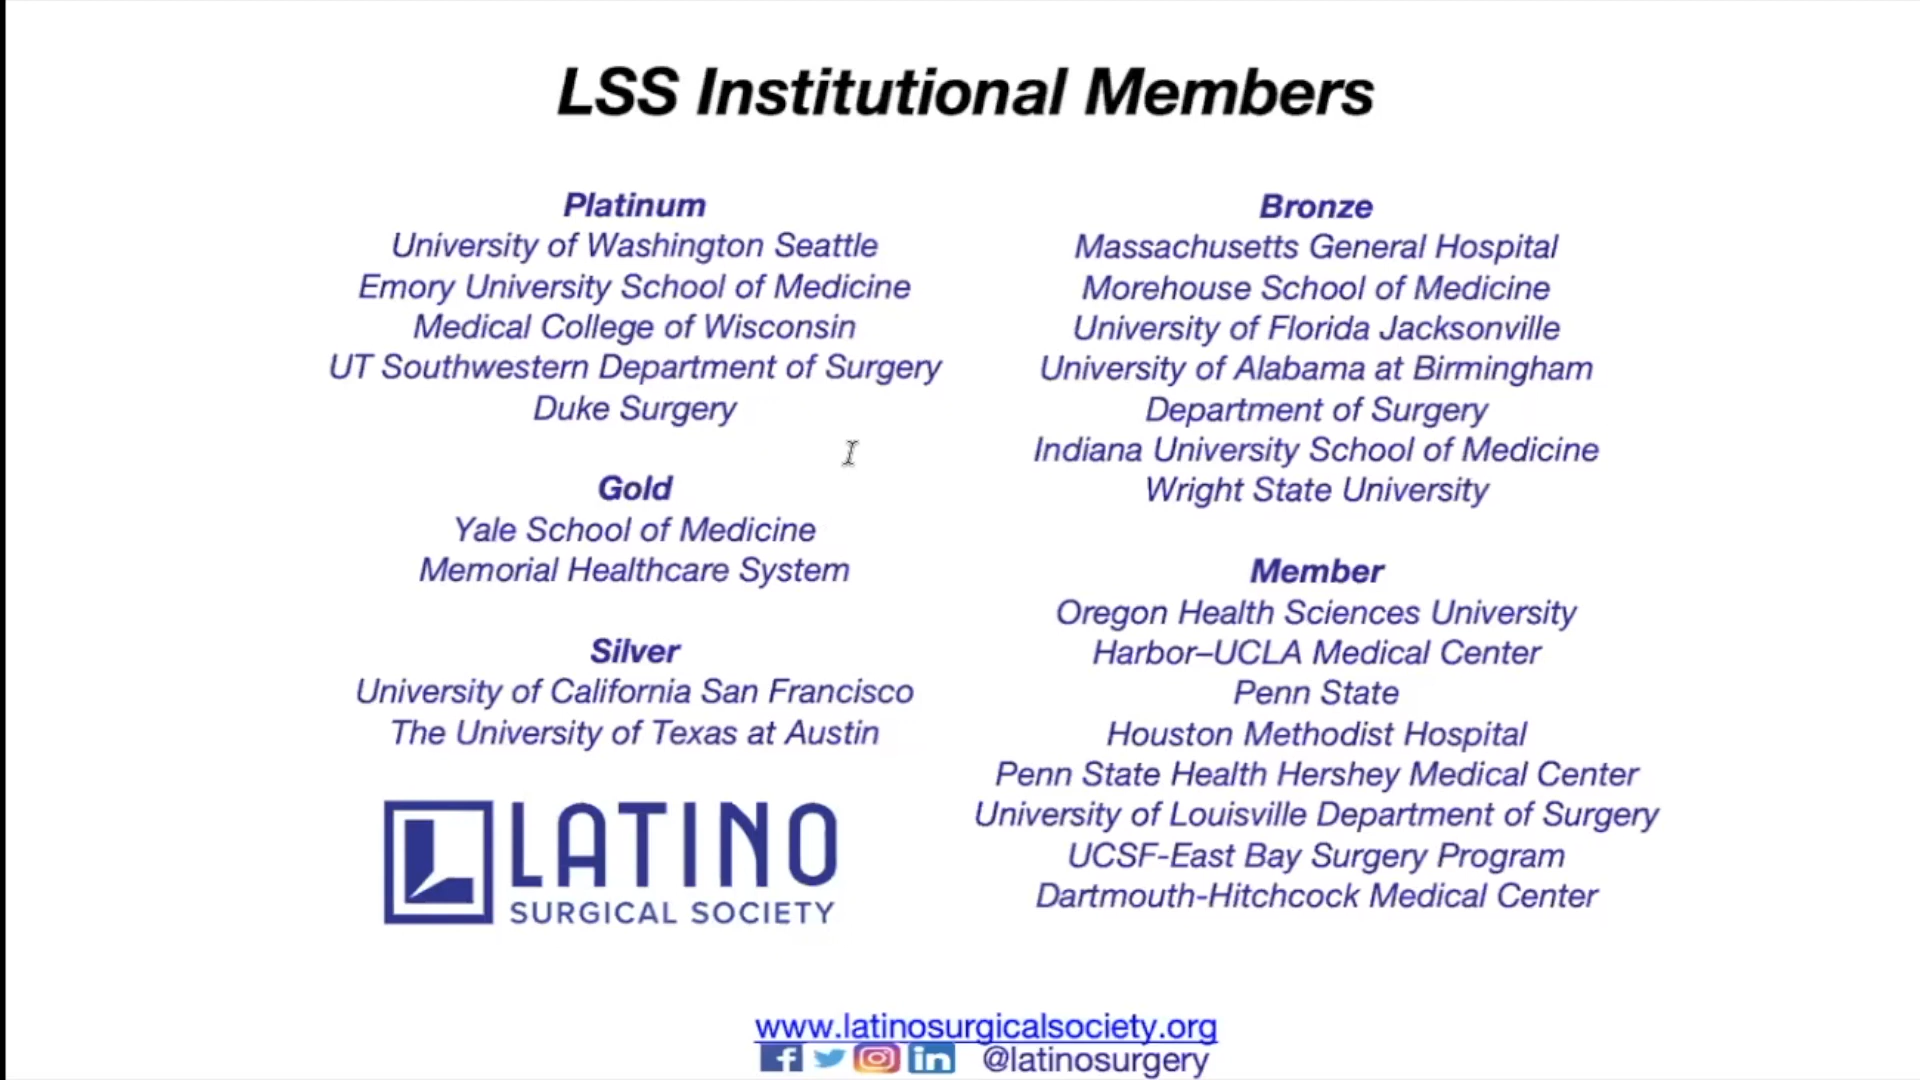 LSS Institutional Members
Platinum
University of Washington Seattle
Emory University School of Medicine
Medical College of Wisconsin
UT Southwestern Department of Surgery
Duke Surgery
Gold
Yale School of Medicine
Memorial Healthcare System
Silver
University of California San Francisco
The University of Texas at Austin
LATINO
SURGICAL SOCIETY
Bronze
Massachusetts General Hospital
Morehouse School of Medicine
University of Florida Jacksonville
University of Alabama at Birmingham
Department of Surgery
Indiana University School of Medicine
Wright State University
Member
Oregon Health Sciences University
Harbor–UCLA Medical Center
Penn State
Houston Methodist Hospital
Penn State Health Hershey Medical Center
University of Louisville Department of Surgery
UCSF-East Bay Surgery Program
Dartmouth-Hitchcock Medical Center
www.latinosurgicalsociety.org
@latinosurgery